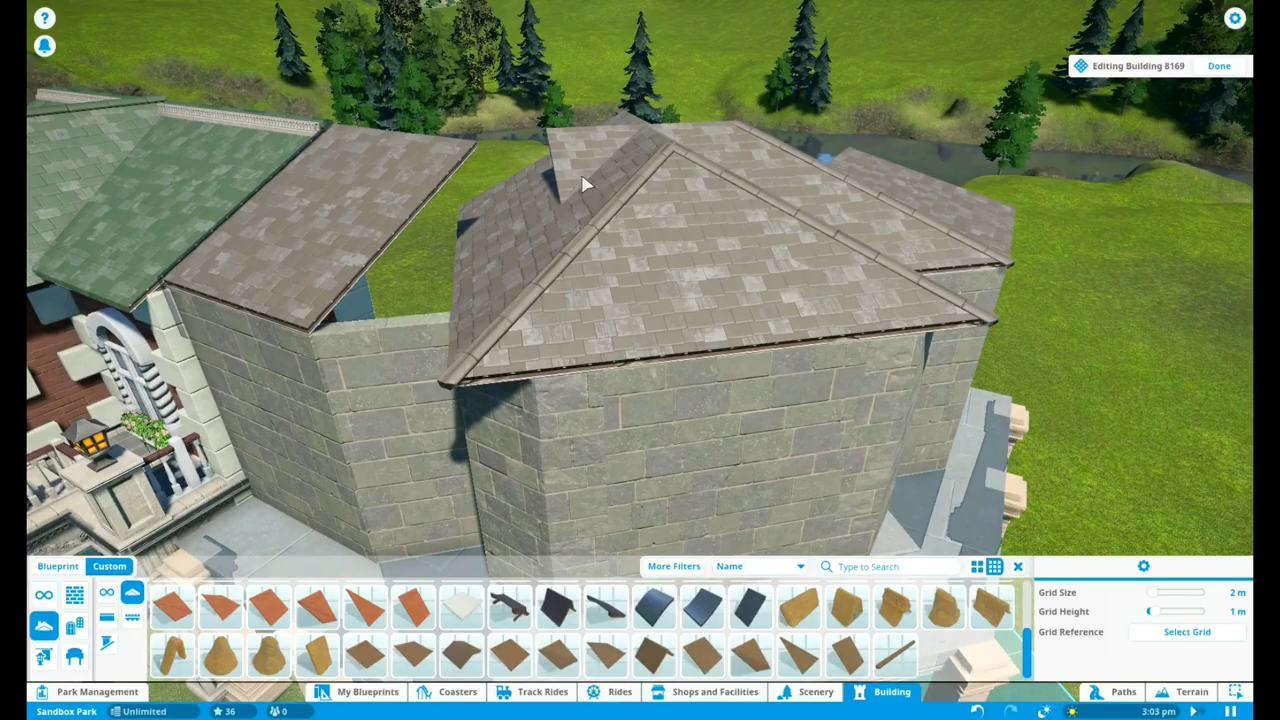 ?
Editing Building 8169 Done
Blueprint Custom More Filters Name Type to Search
Grid Size 2 m
Grid Height 1 m
Grid Reference Select Grid
Park Management My Blueprints Coasters Track Rides Rides Shops and Facilities Scenery Building Paths Terrain
Sandbox Park Unlimited 36 0 3:03 pm